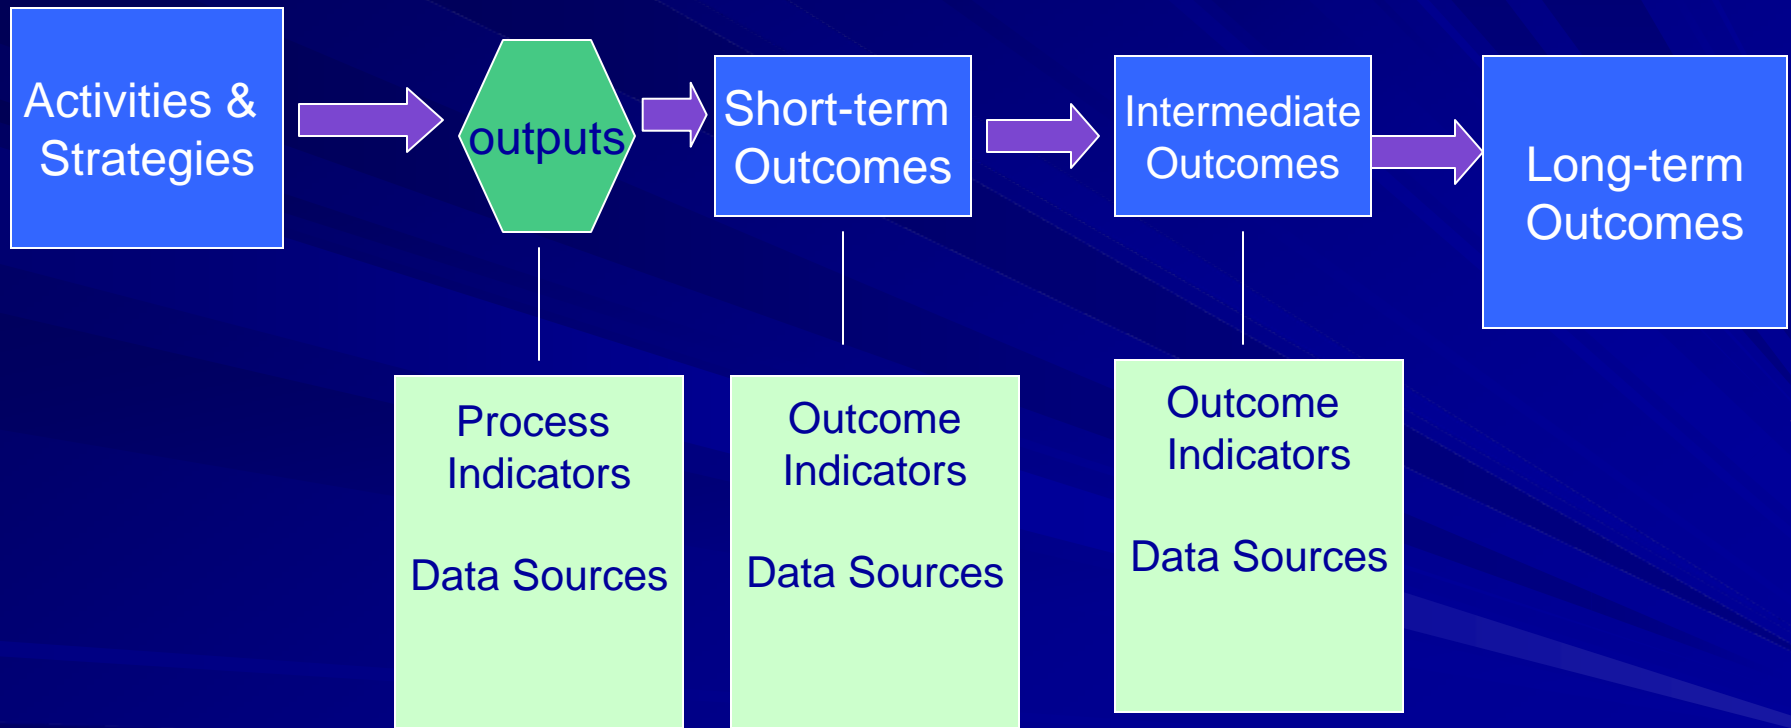 Activities &
Strategies
outputs
Short-term
Outcomes
Intermediate
Outcomes
Long-term
Outcomes
Process
Indicators
Data Sources
Outcome
Indicators
Data Sources
Outcome
Indicators
Data Sources